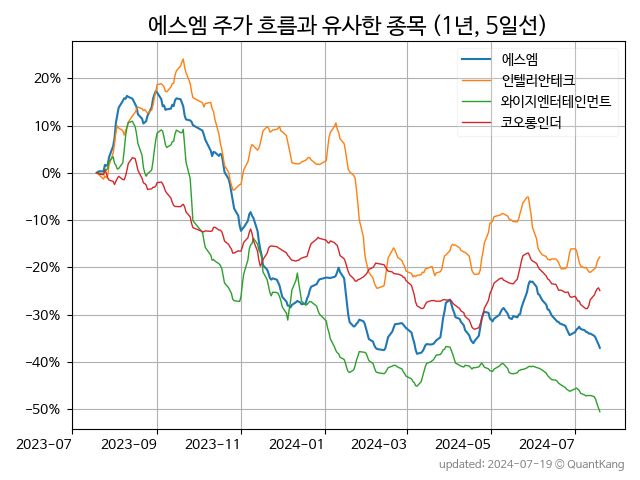 에스엠 주가 흐름과 유사한 종목 (1년, 5일선)
에스엠
인텔리안테크
와이지엔터테인먼트
코오롱인더
20%
10%
0%
−10%
−20%
−30%
−40%
−50%
2023-07 2023-09 2023-11 2024-01 2024-03 2024-05 2024-07
updated: 2024-07-19 © QuantKang